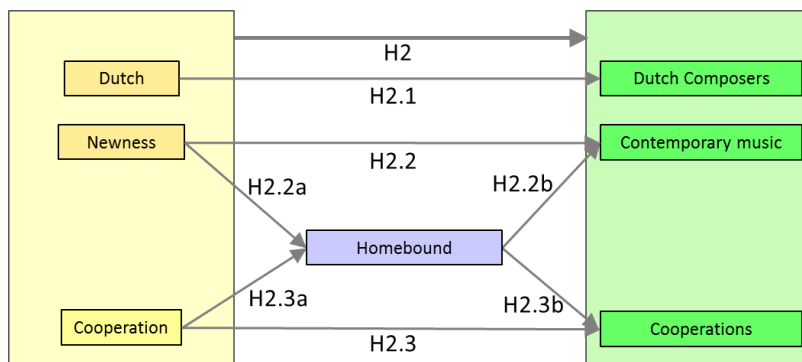 H2
Dutch
Dutch Composers
H2.1
Newness
Contemporary music
H2.2
H2.2a
H2.2b
Homebound
H2.3a
H2.3b
Cooperation
Cooperations
H2.3